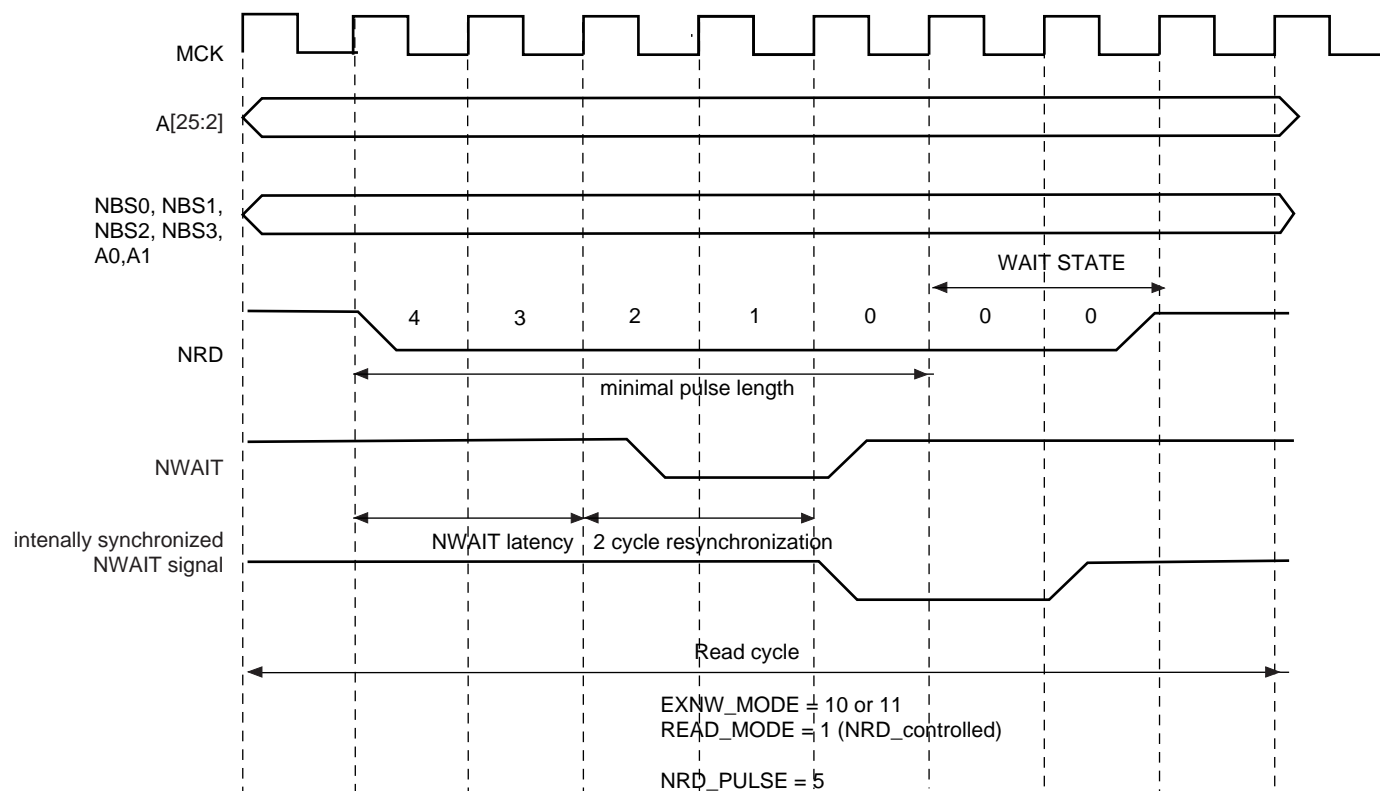 MCK
A[25:2]
NBS0, NBS1,
NBS2, NBS3,
A0,A1
WAIT STATE
4 3 2 1 0 0 0
NRD
minimal pulse length
NWAIT
NWAIT latency 2 cycle resynchronization
intenally synchronized
NWAIT signal
Read cycle
EXNW_MODE = 10 or 11
READ_MODE = 1 (NRD_controlled)
NRD_PULSE = 5